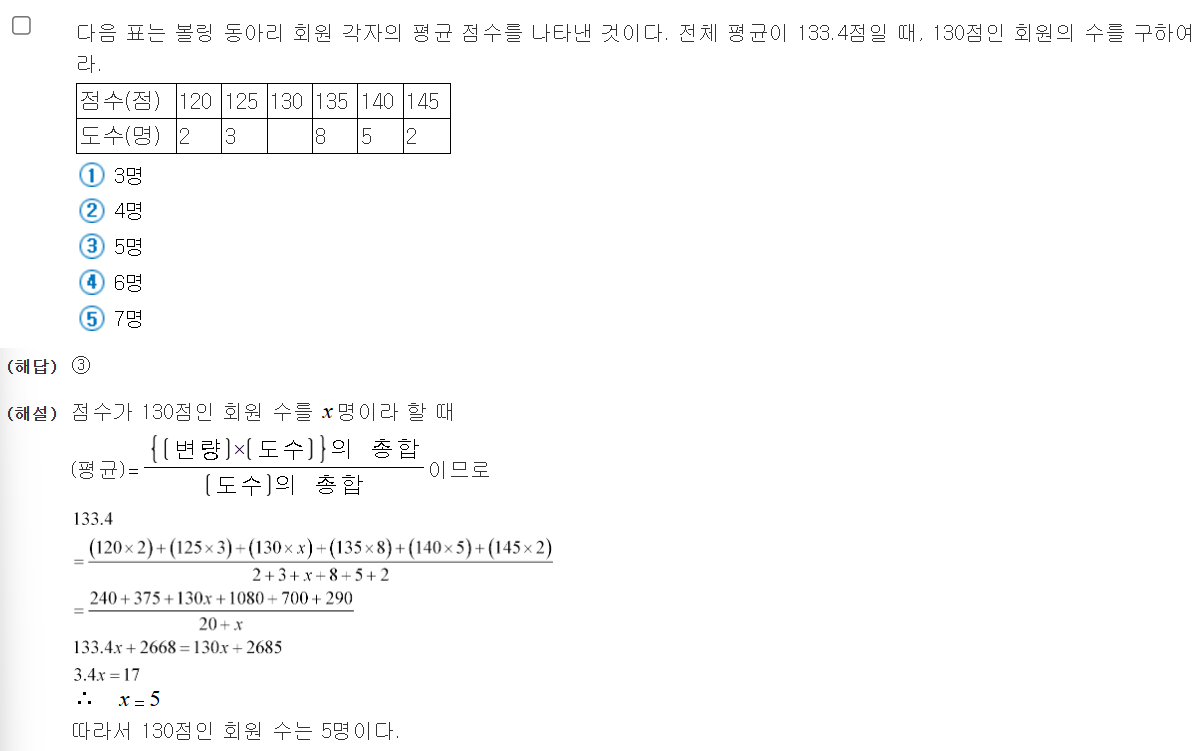 다음 표는 볼링 동아리 회원 각자의 평균 점수를 나타낸 것이다. 전체 평균이 133.4점일 때, 130점인 회원의 수를 구하여
라.
점수(점) 120 125 130 135 140 145
도수(명) 2 3 8 5 2
① 3명
② 4명
③ 5명
④ 6명
⑤ 7명
(해답) ③
(해설) 점수가 130점인 회원 수를 x명이라 할 때
{(변량)×(도수)}의 총합
(평균)= 이므로
(도수)의 총합
133.4
(120×2)+(125×3)+(130×x)+(135×8)+(140×5)+(145×2)
=
2+3+x+8+5+2
240+375+130x+1080+700+290
=
20+x
133.4x+2668=130x+2685
3.4x=17
∴ x=5
따라서 130점인 회원 수는 5명이다.